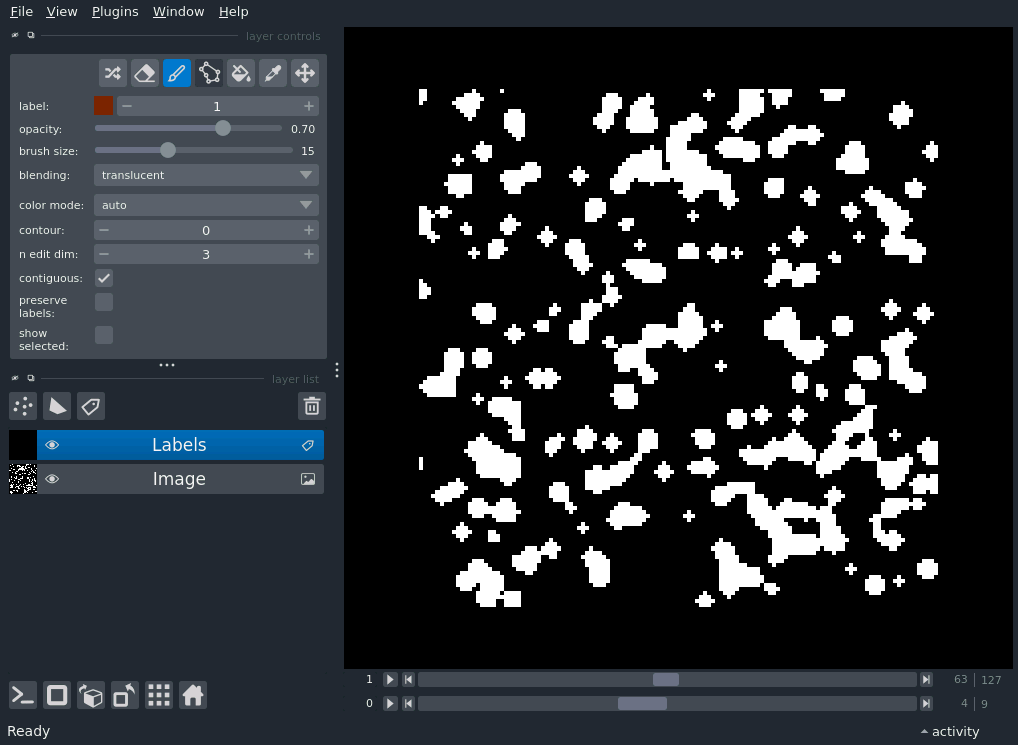 File View Plugins Window Help
layer controls
label: 1
opacity: 0.70
brush size: 15
blending: translucent
color mode: auto
contour: 0
n edit dim: 3
contiguous:
preserve
labels:
show
selected:
layer list
Labels
Image
1 63 127
0 4 9
Ready activity